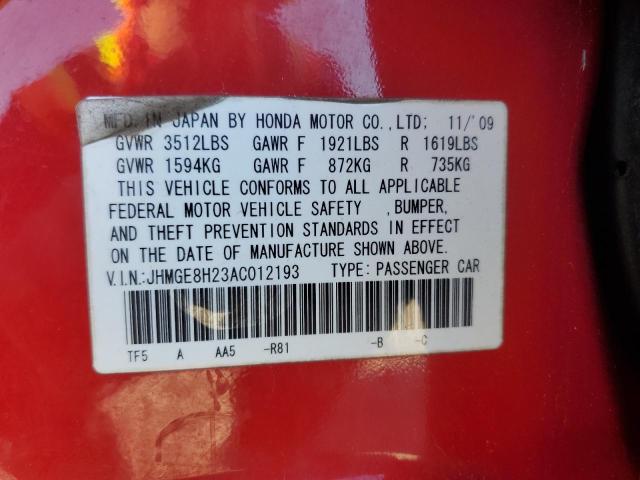 MFD. IN JAPAN BY HONDA MOTOR CO.,LTD; 11/'09
GVWR 3512LBS GAWR F 1921LBS R 1619LBS
GVWR 1594KG GAWR F 872KG R 735KG
THIS VEHICLE CONFORMS TO ALL APPLICABLE
FEDERAL MOTOR VEHICLE SAFETY ,BUMPER,
AND THEFT PREVENTION STANDARDS IN EFFECT
ON THE DATE OF MANUFACTURE SHOWN ABOVE.
V.I.N.:JHMGE8H23AC012193 TYPE: PASSENGER CAR
TF5 A AA5 -R81 -B -C